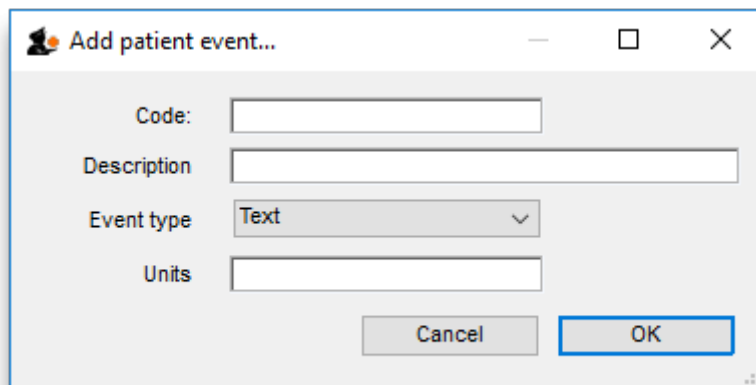 Add patient event...
Code:
Description
Event type Text
Units
Cancel OK